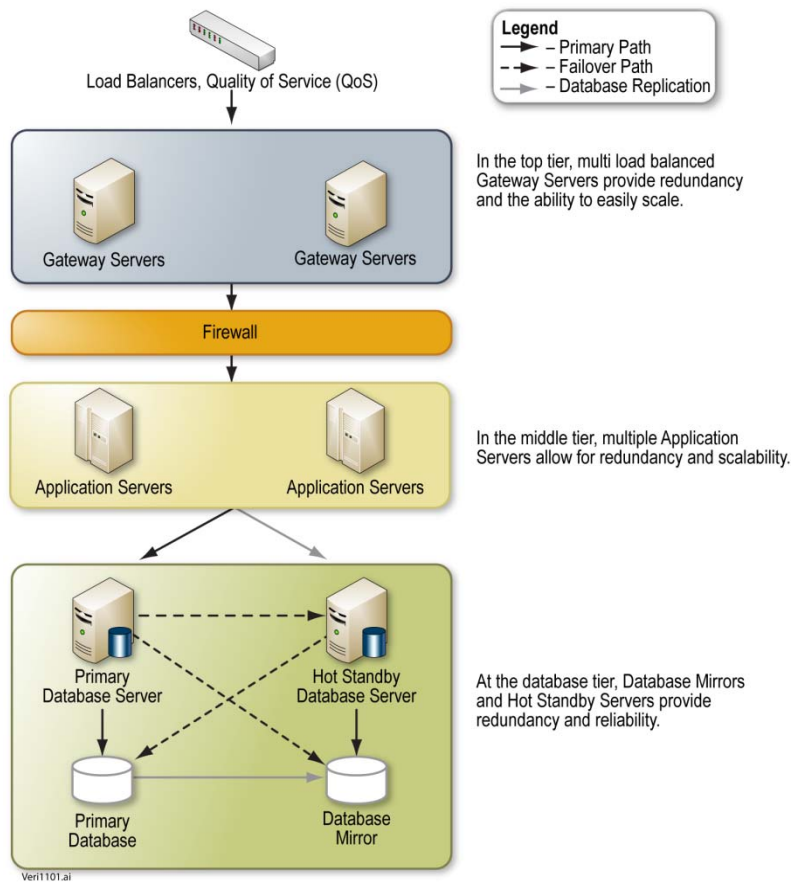 Legend
– Primary Path
– Failover Path
– Database Replication
Load Balancers, Quality of Service (QoS)
In the top tier, multi load balanced
Gateway Servers provide redundancy
and the ability to easily scale.
Gateway Servers
Gateway Servers
Firewall
In the middle tier, multiple Application
Servers allow for redundancy and scalability.
Application Servers
Application Servers
Primary
Database Server
Hot Standby
Database Server
At the database tier, Database Mirrors
and Hot Standby Servers provide
redundancy and reliability.
Primary
Database
Database
Mirror
Veri1101.ai